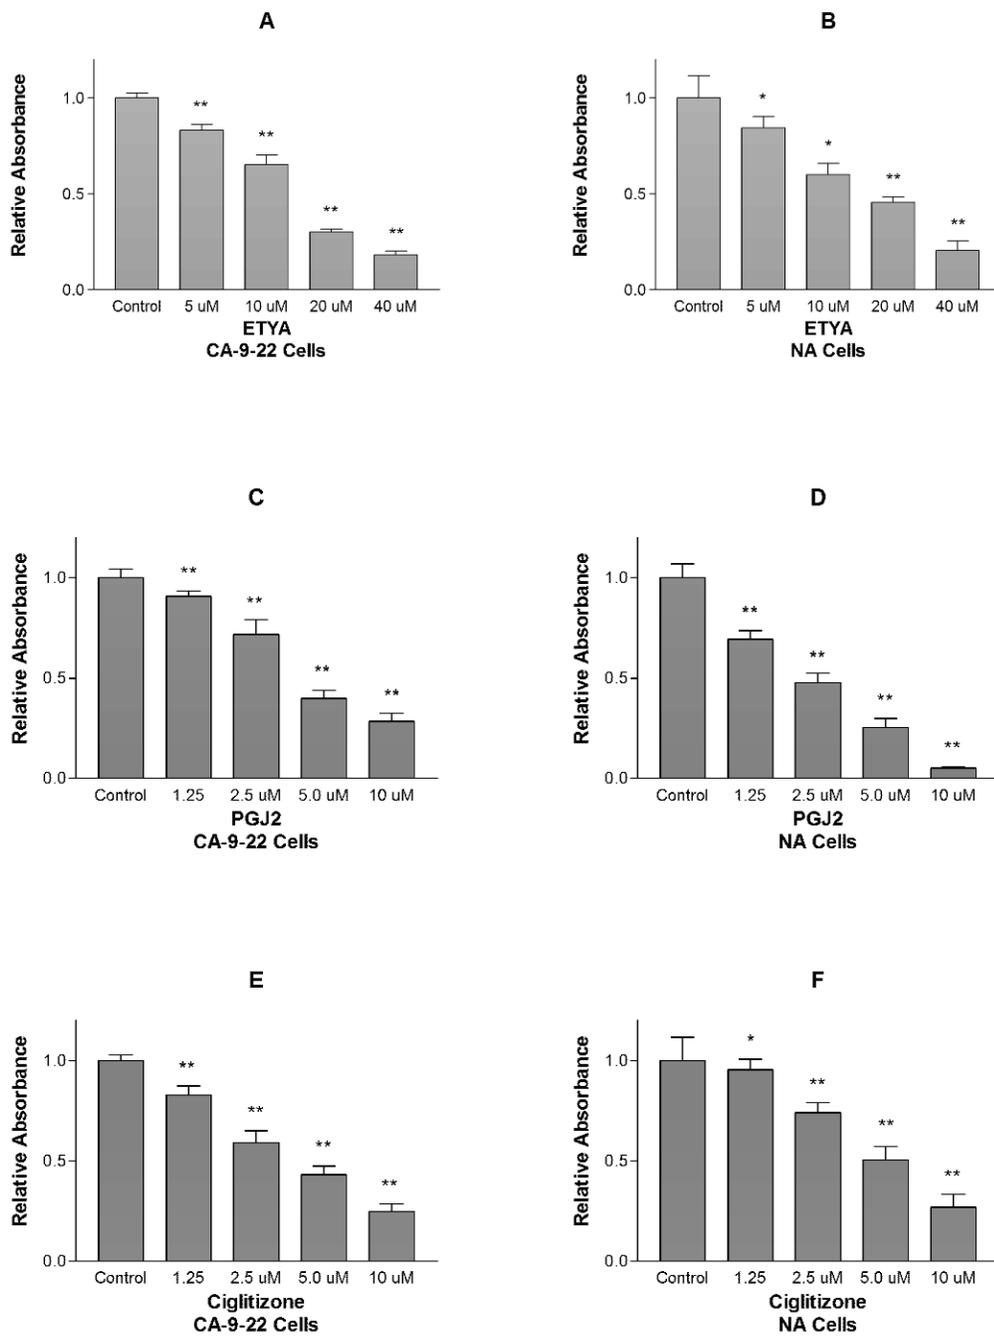 A
Relative Absorbance
1.0
0.5
0.0
**
**
**
**
Control 5 uM 10 uM 20 uM 40 uM
ETYA
CA-9-22 Cells
B
Relative Absorbance
1.0
0.5
0.0
*
*
**
**
Control 5 uM 10 uM 20 uM 40 uM
ETYA
NA Cells
C
Relative Absorbance
1.0
0.5
0.0
**
**
**
**
Control 1.25 2.5 uM 5.0 uM 10 uM
PGJ2
CA-9-22 Cells
D
Relative Absorbance
1.0
0.5
0.0
**
**
**
**
Control 1.25 2.5 uM 5.0 uM 10 uM
PGJ2
NA Cells
E
Relative Absorbance
1.0
0.5
0.0
**
**
**
**
Control 1.25 2.5 uM 5.0 uM 10 uM
Ciglitizone
CA-9-22 Cells
F
Relative Absorbance
1.0
0.5
0.0
*
**
**
**
Control 1.25 2.5 uM 5.0 uM 10 uM
Ciglitizone
NA Cells